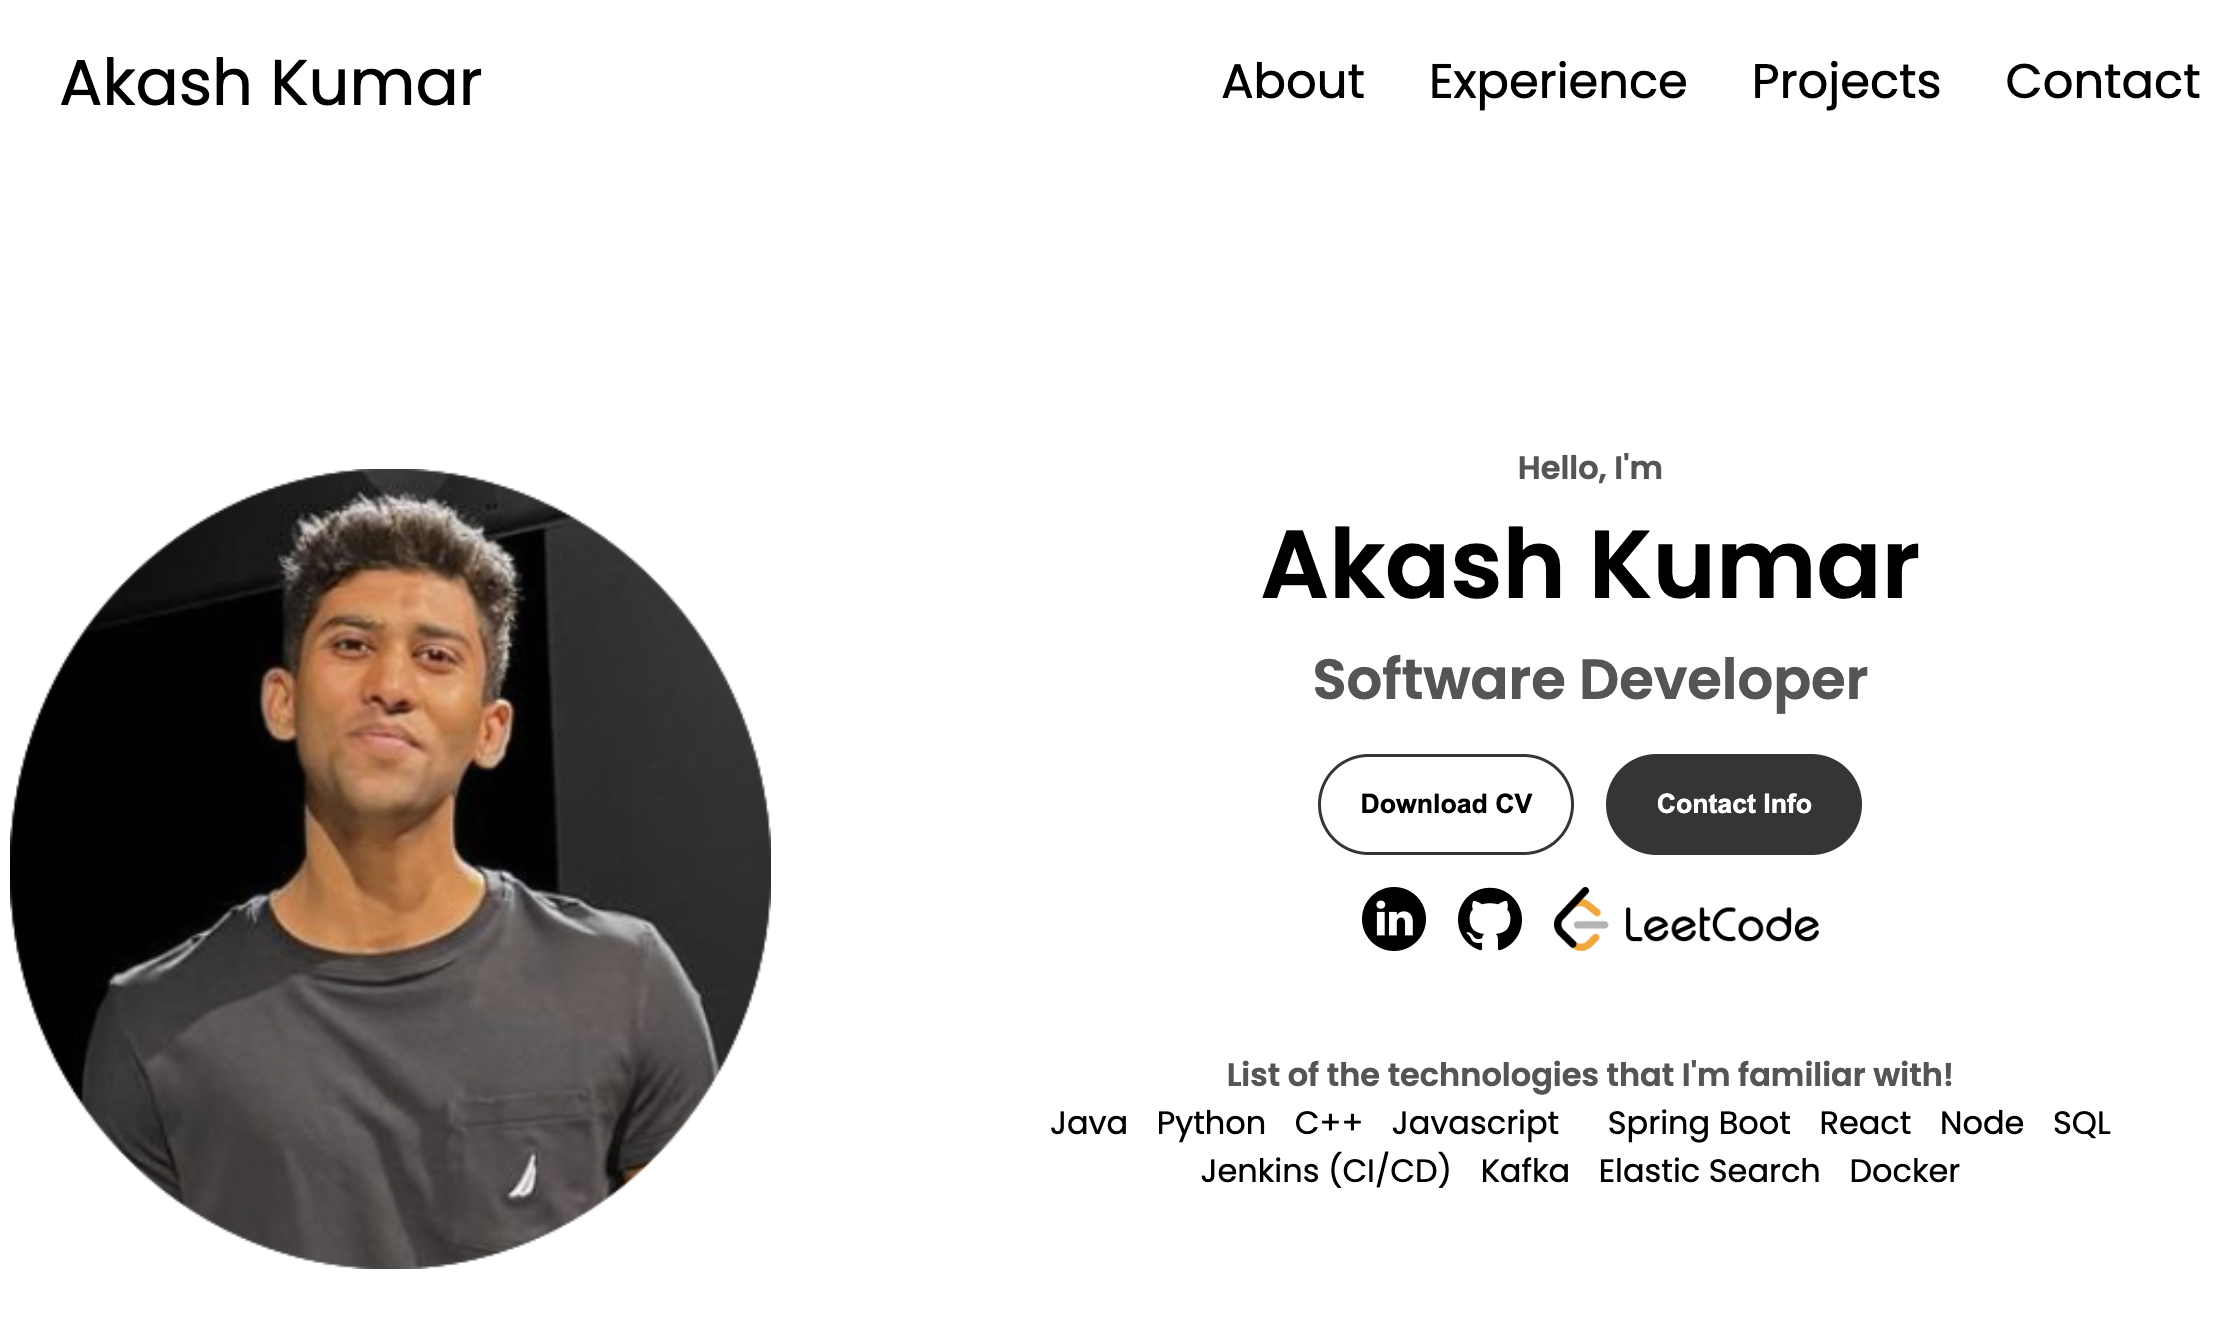 Akash Kumar
About Experience Projects Contact
Hello, I'm
Akash Kumar
Software Developer
Download CV Contact Info
in LeetCode
List of the technologies that I'm familiar with!
Java Python C++ Javascript Spring Boot React Node SQL
Jenkins (CI/CD) Kafka Elastic Search Docker